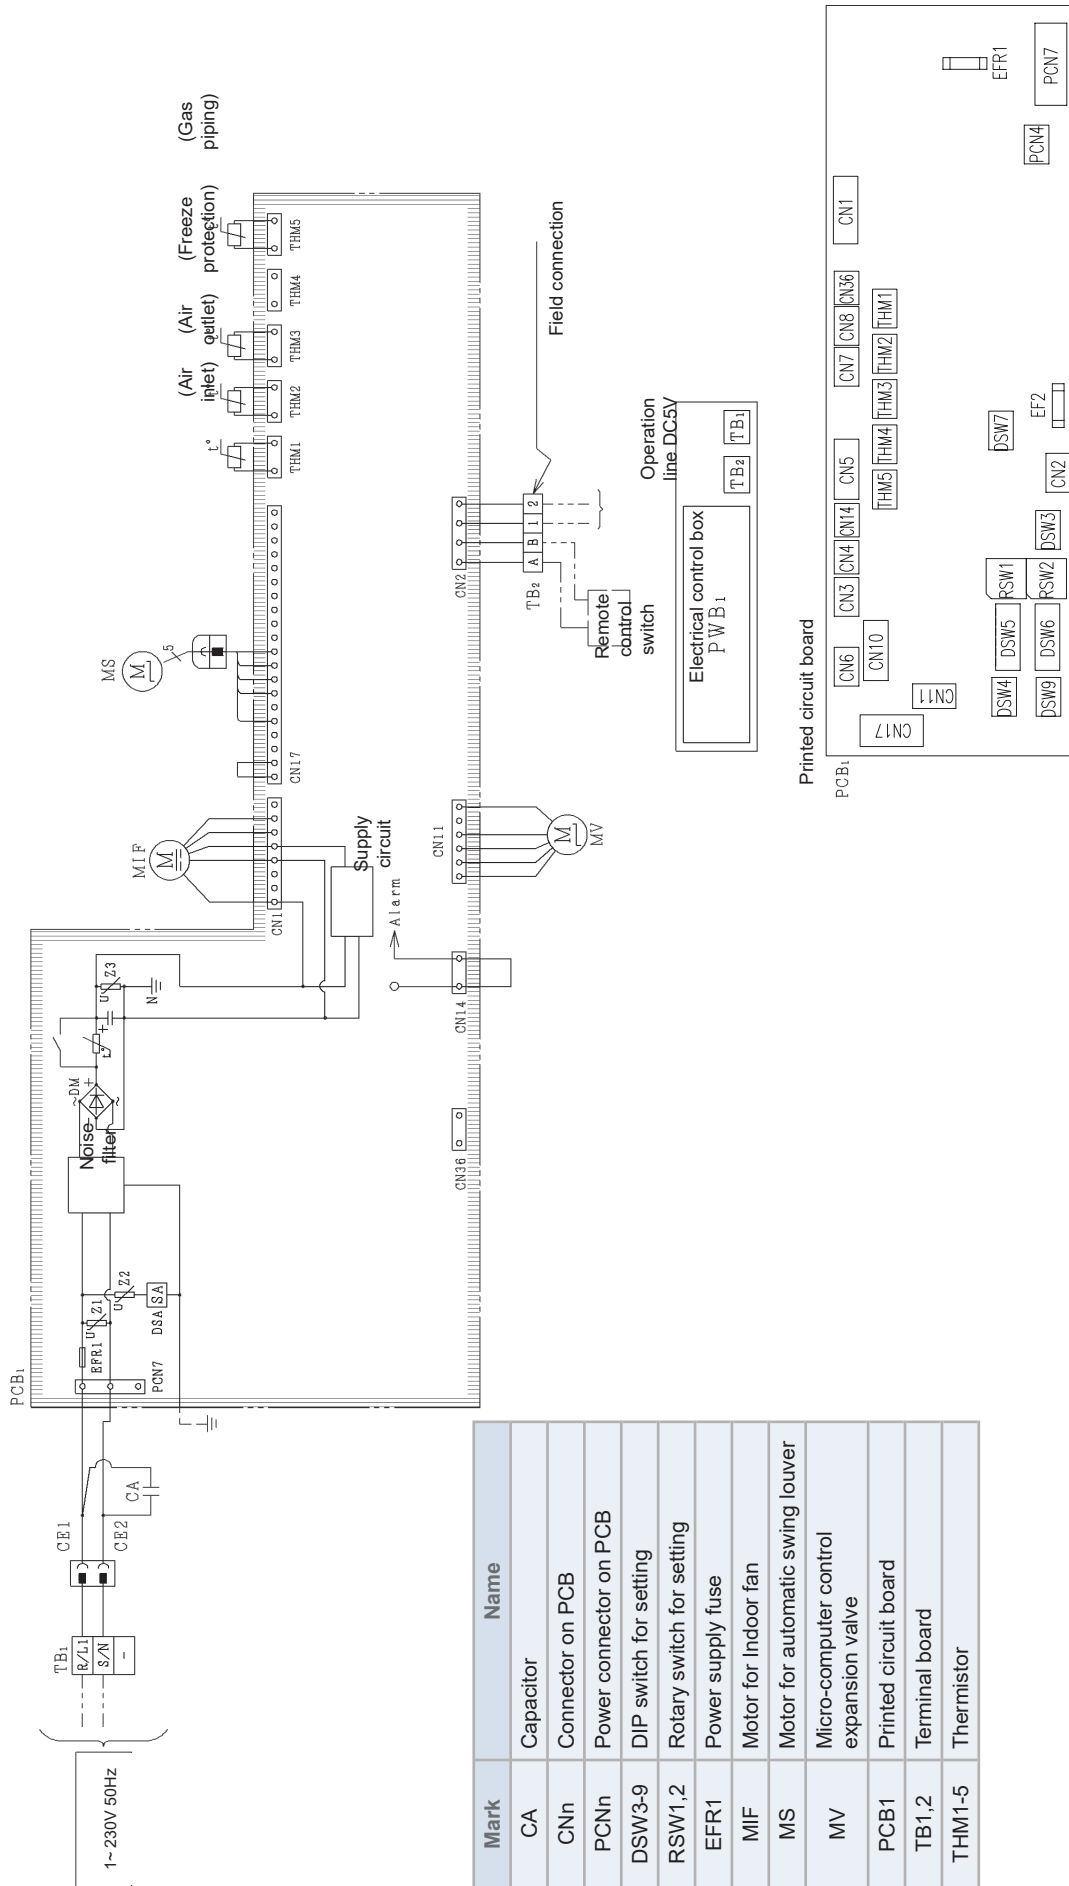 1~ 230V 50Hz
TB1
R/L1
S/N
-
CE1
CE2
CA
PCB1
PCN7
EFR1
U
Z1
U
Z2
DSA
SA
Noise
filter
~DM
+
~
t°
+
U
Z3
N
MIF
M
CN1
Supply
circuit
Alarm
CN14
CN36
MS
M
5
CN17
CN11
M
MV
t°
THM1
(Air
inlet)
THM2
(Air
outlet)
THM3
THM4
(Freeze
protection)
THM5
(Gas
piping)
CN2
TB2
A
B
1
2
Field connection
Remote
control
switch
Operation
line DC5V
Electrical control box
PWB1
TB2
TB1
Printed circuit board
PCB1
CN17
CN11
CN6
CN10
CN3
CN4
CN14
CN5
CN7
CN8
CN36
CN1
THM5
THM4
THM3
THM2
THM1
EFR1
PCN4
PCN7
DSW4
DSW5
RSW1
DSW7
DSW9
DSW6
RSW2
DSW3
CN2
EF2
Mark Name
CA Capacitor
CNn Connector on PCB
PCNn Power connector on PCB
DSW3-9 DIP switch for setting
RSW1,2 Rotary switch for setting
EFR1 Power supply fuse
MIF Motor for Indoor fan
MS Motor for automatic swing louver
MV Micro-computer control
expansion valve
PCB1 Printed circuit board
TB1,2 Terminal board
THM1-5 Thermistor